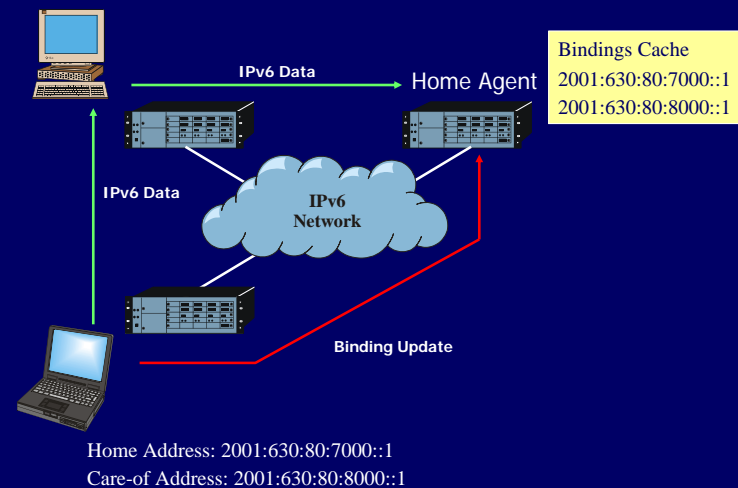 IPv6 Data
Home Agent
Bindings Cache
2001:630:80:7000::1
2001:630:80:8000::1
IPv6 Data
IPv6
Network
Binding Update
Home Address: 2001:630:80:7000::1
Care-of Address: 2001:630:80:8000::1